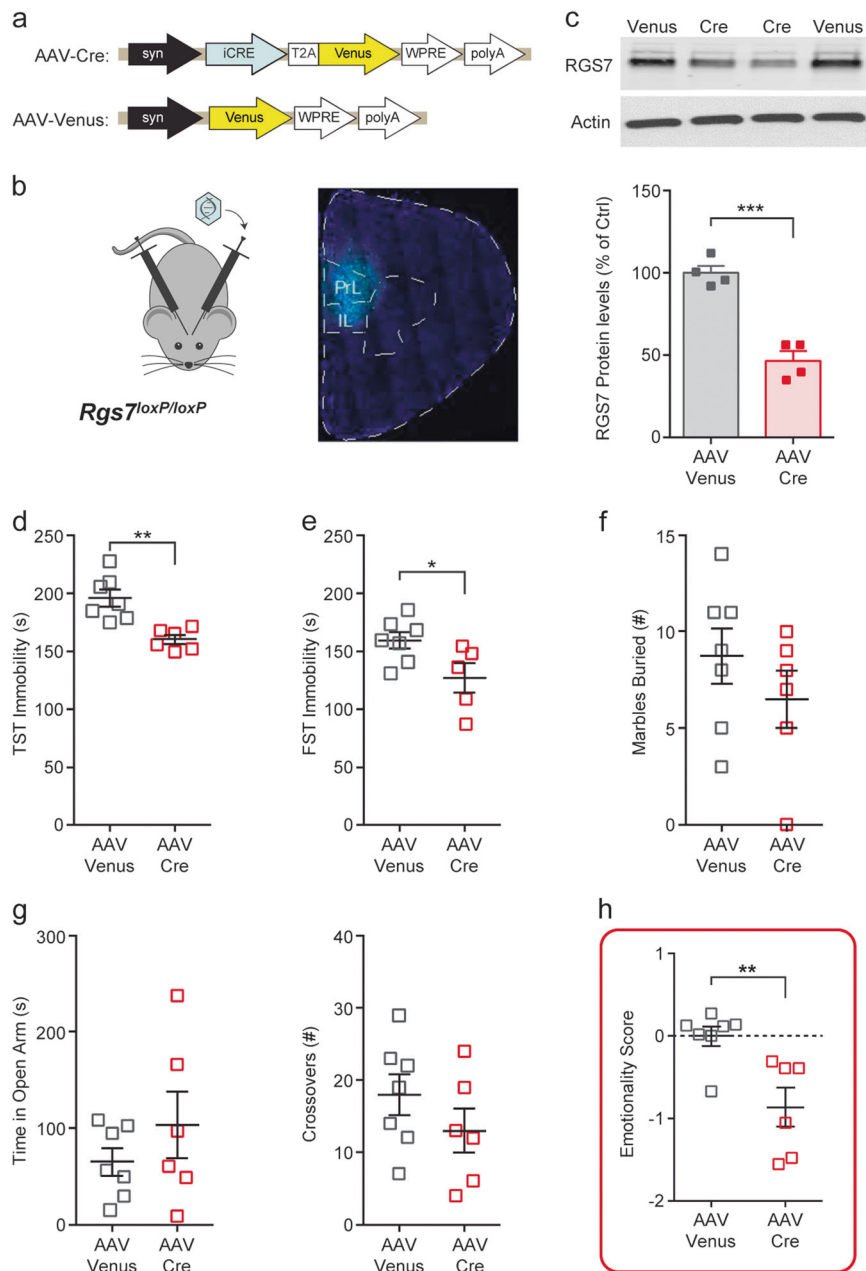 a
AAV-Cre:
syn
iCRE
T2A
Venus
WPRE
polyA
AAV-Venus:
syn
Venus
WPRE
polyA
b
Rgs7loxP/loxP
PrL
IL
c
Venus Cre Cre Venus
RGS7
Actin
RGS7 Protein levels (% of Ctrl)
150
100
50
0
***
AAV
Venus
AAV
Cre
d
TST Immobility (s)
250
200
150
100
50
0
**
AAV
Venus
AAV
Cre
e
FST Immobility (s)
250
200
150
100
50
0
*
AAV
Venus
AAV
Cre
f
Marbles Buried (#)
15
10
5
0
AAV
Venus
AAV
Cre
g
Time in Open Arm (s)
300
200
100
0
AAV
Venus
AAV
Cre
Crossovers (#)
40
30
20
10
0
AAV
Venus
AAV
Cre
h
Emotionality Score
1
0
-1
-2
**
AAV
Venus
AAV
Cre